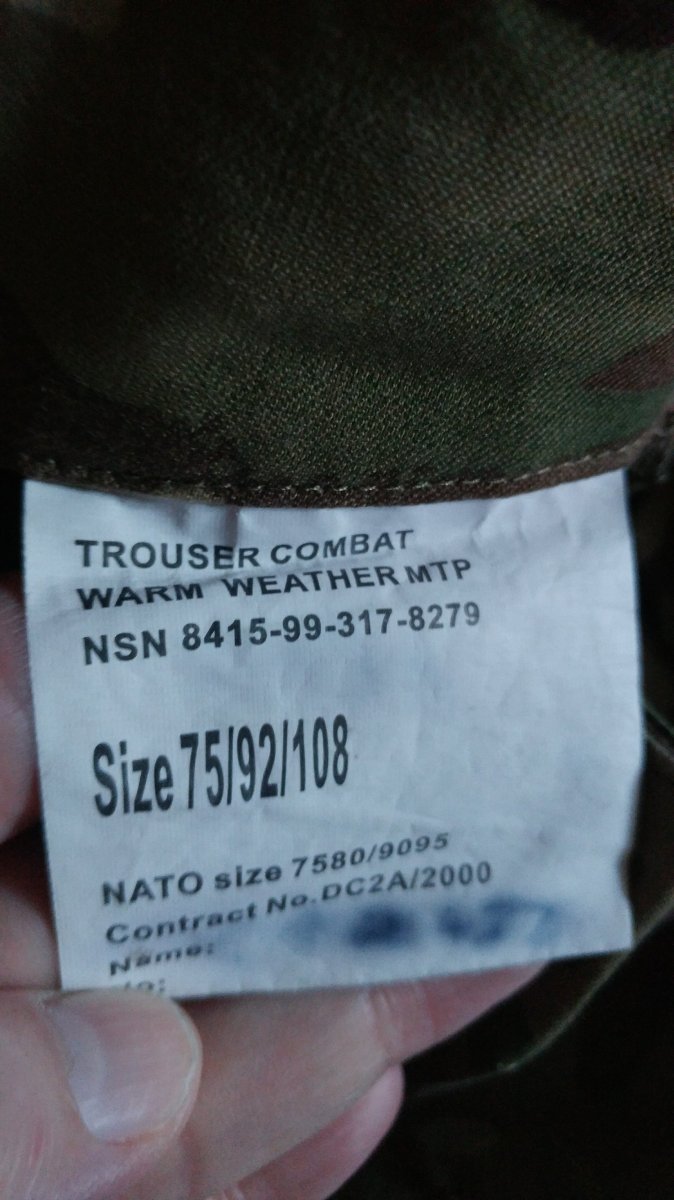 TROUSER COMBAT
WARM WEATHER MTP
NSN 8415-99-317-8279
Size 75/92/108
NATO size 7580/9095
Contract No. DC2A/2000
Name:
No: